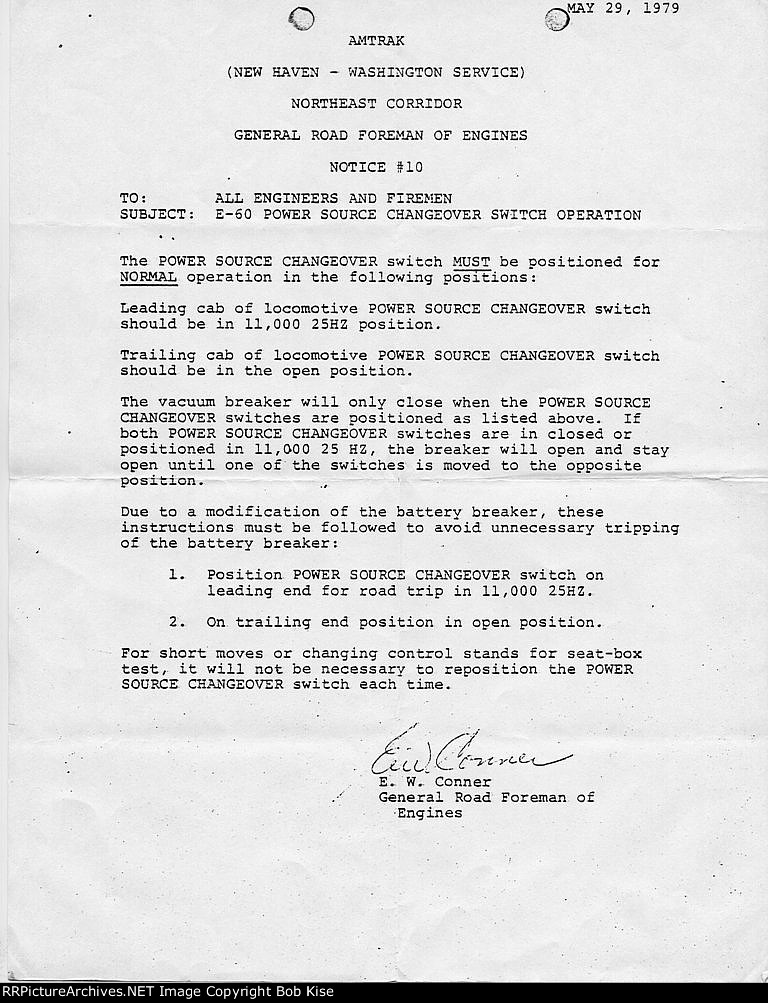 MAY 29, 1979
AMTRAK
(NEW HAVEN - WASHINGTON SERVICE)
NORTHEAST CORRIDOR
GENERAL ROAD FOREMAN OF ENGINES
NOTICE #10
TO: ALL ENGINEERS AND FIREMEN
SUBJECT: E-60 POWER SOURCE CHANGEOVER SWITCH OPERATION
The POWER SOURCE CHANGEOVER switch MUST be positioned for
NORMAL operation in the following positions:
Leading cab of locomotive POWER SOURCE CHANGEOVER switch
should be in 11,000 25HZ position.
Trailing cab of locomotive POWER SOURCE CHANGEOVER switch
should be in the open position.
The vacuum breaker will only close when the POWER SOURCE
CHANGEOVER switches are positioned as listed above. If
both POWER SOURCE CHANGEOVER switches are in closed or
positioned in 11,000 25 HZ, the breaker will open and stay
open until one of the switches is moved to the opposite
position.
Due to a modification of the battery breaker, these
instructions must be followed to avoid unnecessary tripping
of the battery breaker:
1. Position POWER SOURCE CHANGEOVER switch on
leading end for road trip in 11,000 25HZ.
2. On trailing end position in open position.
For short moves or changing control stands for seat-box
test, it will not be necessary to reposition the POWER
SOURCE CHANGEOVER switch each time.
E.W. Conner
E. W. Conner
General Road Foreman of
Engines
RRPictureArchives.NET Image Copyright Bob Kise